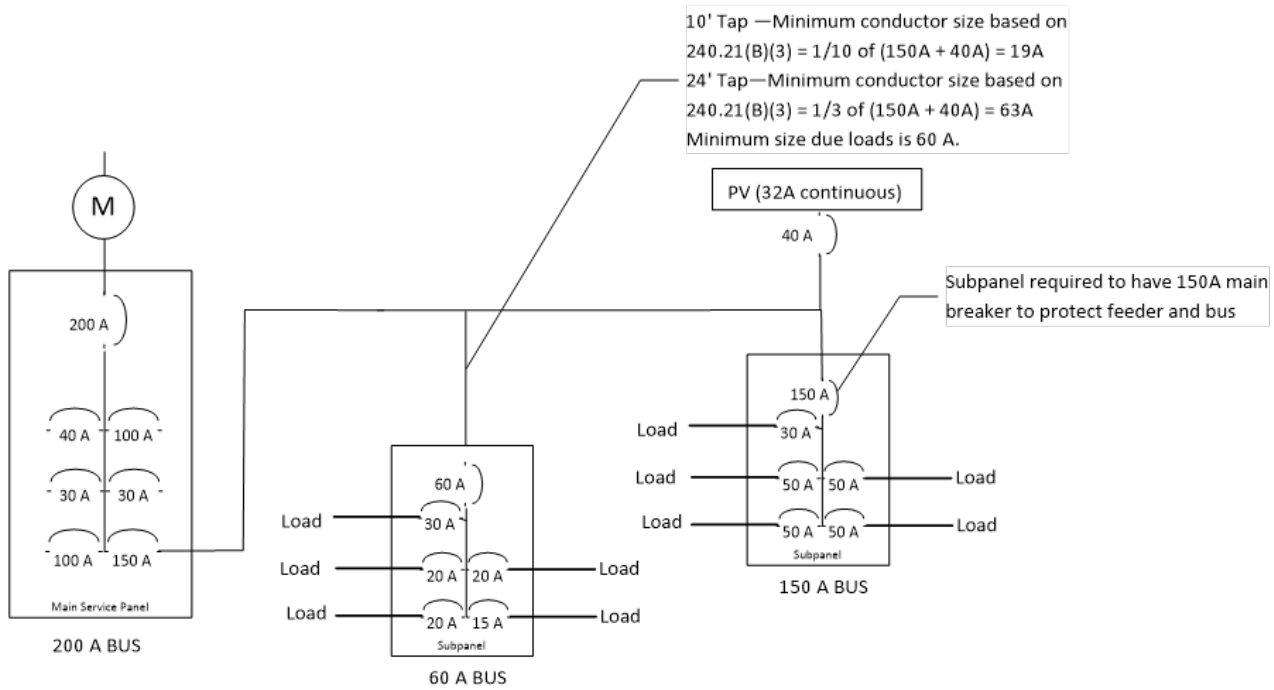 10' Tap —Minimum conductor size based on
240.21(B)(3) = 1/10 of (150A + 40A) = 19A
24' Tap—Minimum conductor size based on
240.21(B)(3) = 1/3 of (150A + 40A) = 63A
Minimum size due loads is 60 A.
M
PV (32A continuous)
40 A
Subpanel required to have 150A main
breaker to protect feeder and bus
200 A
40 A 100 A
30 A 30 A
100 A 150 A
Main Service Panel
200 A BUS
60 A
Load 30 A
Load 20 A 20 A Load
Load 20 A 15 A Load
Subpanel
60 A BUS
150 A
Load 30 A
Load 50 A 50 A Load
Load 50 A 50 A Load
Subpanel
150 A BUS